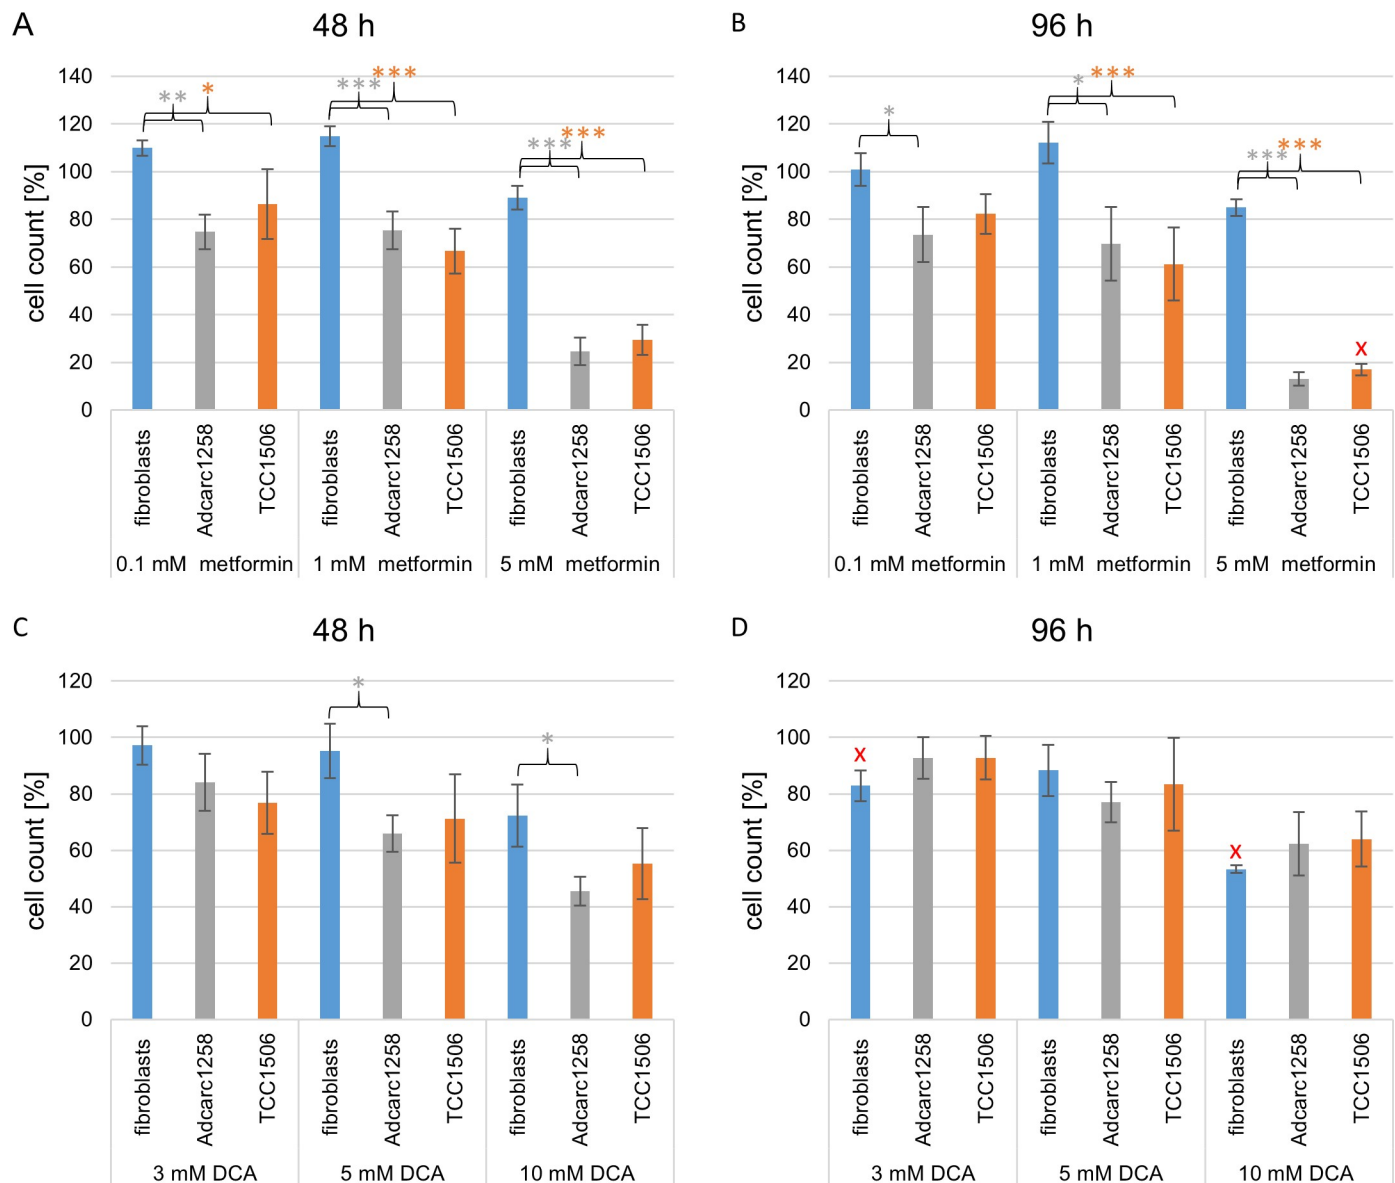 A
48 h
140
120
100
80
60
40
20
0
cell count [%]
** *
*** ***
*** ***
fibroblasts
Adcarc1258
TCC1506
fibroblasts
Adcarc1258
TCC1506
fibroblasts
Adcarc1258
TCC1506
0.1 mM metformin
1 mM metformin
5 mM metformin
B
96 h
140
120
100
80
60
40
20
0
cell count [%]
*
* ***
*** ***
X
fibroblasts
Adcarc1258
TCC1506
fibroblasts
Adcarc1258
TCC1506
fibroblasts
Adcarc1258
TCC1506
0.1 mM metformin
1 mM metformin
5 mM metformin
C
48 h
120
100
80
60
40
20
0
cell count [%]
*
*
fibroblasts
Adcarc1258
TCC1506
fibroblasts
Adcarc1258
TCC1506
fibroblasts
Adcarc1258
TCC1506
3 mM DCA
5 mM DCA
10 mM DCA
D
96 h
120
100
80
60
40
20
0
cell count [%]
X
X
fibroblasts
Adcarc1258
TCC1506
fibroblasts
Adcarc1258
TCC1506
fibroblasts
Adcarc1258
TCC1506
3 mM DCA
5 mM DCA
10 mM DCA